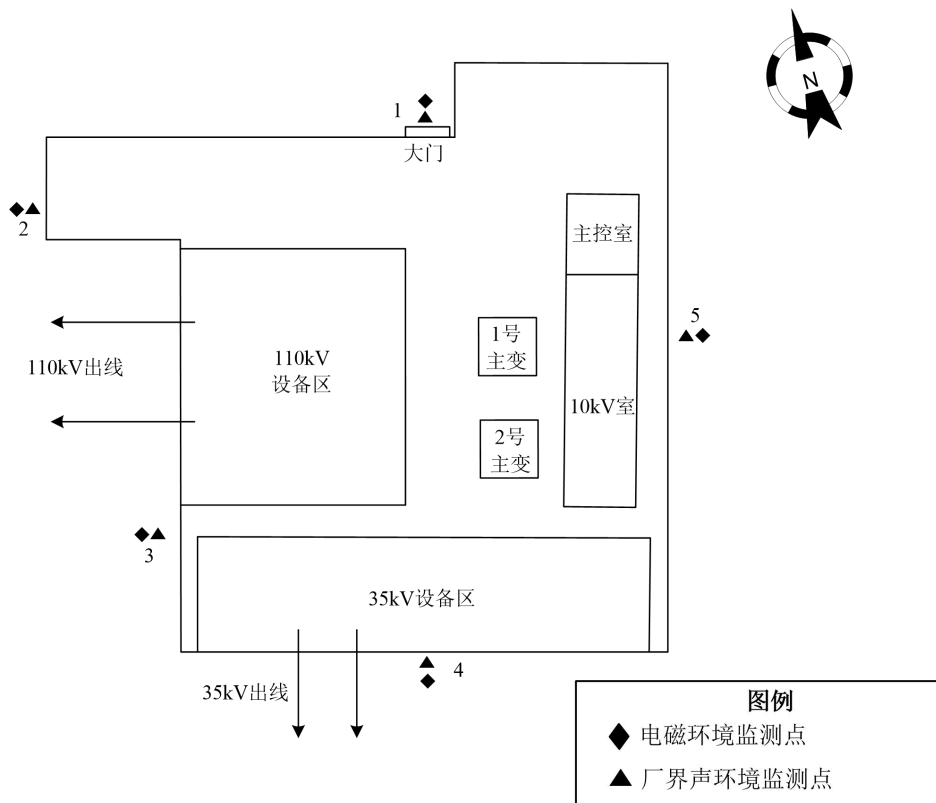 N
1
大门
2
主控室
5
1号
主变
110kV出线
110kV
设备区
10kV室
2号
主变
3
35kV设备区
4
35kV出线
图例
电磁环境监测点
厂界声环境监测点